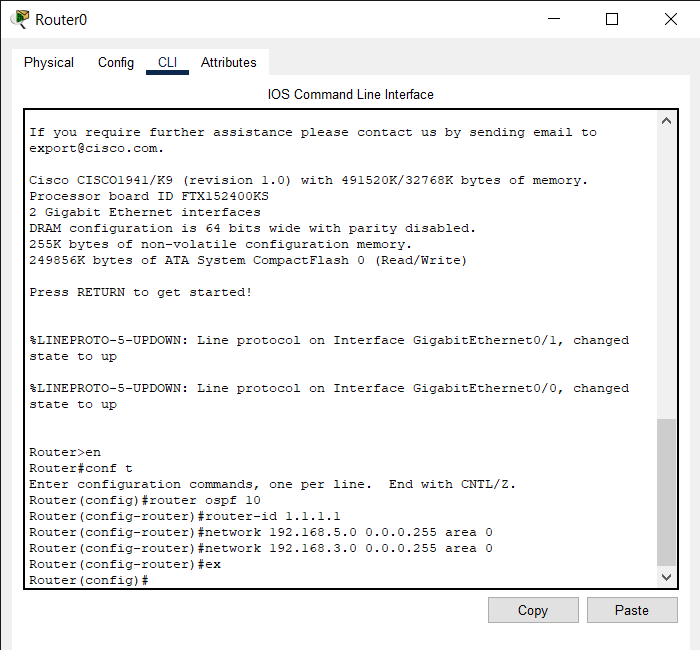 Router0
Physical Config CLI Attributes
IOS Command Line Interface
If you require further assistance please contact us by sending email to
export@cisco.com.
Cisco CISCO1941/K9 (revision 1.0) with 491520K/32768K bytes of memory.
Processor board ID FTX152400KS
2 Gigabit Ethernet interfaces
DRAM configuration is 64 bits wide with parity disabled.
255K bytes of non-volatile configuration memory.
249856K bytes of ATA System CompactFlash 0 (Read/Write)
Press RETURN to get started!
%LINEPROTO-5-UPDOWN: Line protocol on Interface GigabitEthernet0/1, changed
state to up
%LINEPROTO-5-UPDOWN: Line protocol on Interface GigabitEthernet0/0, changed
state to up
Router>en
Router#conf t
Enter configuration commands, one per line.  End with CNTL/Z.
Router(config)#router ospf 10
Router(config-router)#router-id 1.1.1.1
Router(config-router)#network 192.168.5.0 0.0.0.255 area 0
Router(config-router)#network 192.168.3.0 0.0.0.255 area 0
Router(config-router)#ex
Router(config)#
Copy Paste